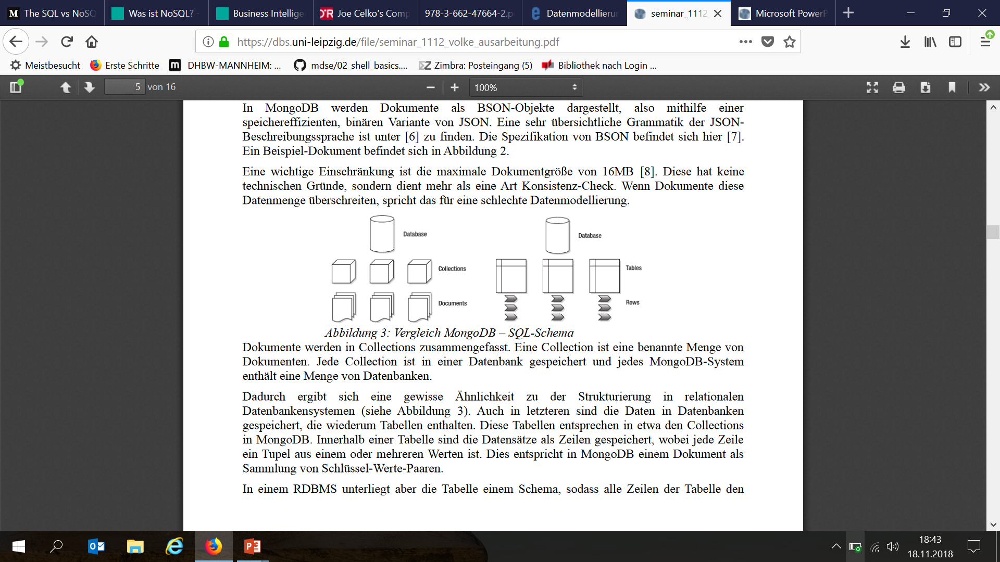 The SQL vs NoSQ
Was ist NoSQL? -
Business Intellige
Joe Celko's Comp
978-3-662-47664-2.p
Datenmodellierun
seminar_1112_
Microsoft PowerP
https://dbs.uni-leipzig.de/file/seminar_1112_volke_ausarbeitung.pdf
Meistbesucht
Erste Schritte
DHBW-MANNHEIM: ...
mdse/02_shell_basics....
Zimbra: Posteingang (5)
Bibliothek nach Login ...
5 von 16
100%
In MongoDB werden Dokumente als BSON-Objekte dargestellt, also mithilfe einer
speichereffizienten, binären Variante von JSON. Eine sehr übersichtliche Grammatik der JSON-
Beschreibungssprache ist unter [6] zu finden. Die Spezifikation von BSON befindet sich hier [7].
Ein Beispiel-Dokument befindet sich in Abbildung 2.
Eine wichtige Einschränkung ist die maximale Dokumentgröße von 16MB [8]. Diese hat keine
technischen Gründe, sondern dient mehr als eine Art Konsistenz-Check. Wenn Dokumente diese
Datenmenge überschreiten, spricht das für eine schlechte Datenmodellierung.
Database
Collections
Documents
Database
Tables
Rows
Abbildung 3: Vergleich MongoDB – SQL-Schema
Dokumente werden in Collections zusammengefasst. Eine Collection ist eine benannte Menge von
Dokumenten. Jede Collection ist in einer Datenbank gespeichert und jedes MongoDB-System
enthält eine Menge von Datenbanken.
Dadurch ergibt sich eine gewisse Ähnlichkeit zu der Strukturierung in relationalen
Datenbankensystemen (siehe Abbildung 3). Auch in letzteren sind die Daten in Datenbanken
gespeichert, die wiederum Tabellen enthalten. Diese Tabellen entsprechen in etwa den Collections
in MongoDB. Innerhalb einer Tabelle sind die Datensätze als Zeilen gespeichert, wobei jede Zeile
ein Tupel aus einem oder mehreren Werten ist. Dies entspricht in MongoDB einem Dokument als
Sammlung von Schlüssel-Werte-Paaren.
In einem RDBMS unterliegt aber die Tabelle einem Schema, sodass alle Zeilen der Tabelle den
18:43
18.11.2018